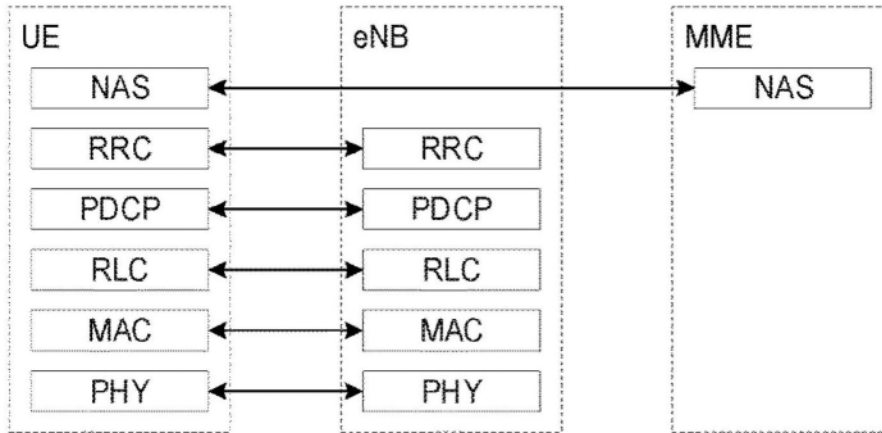 UE eNB MME
NAS NAS
RRC RRC
PDCP PDCP
RLC RLC
MAC MAC
PHY PHY